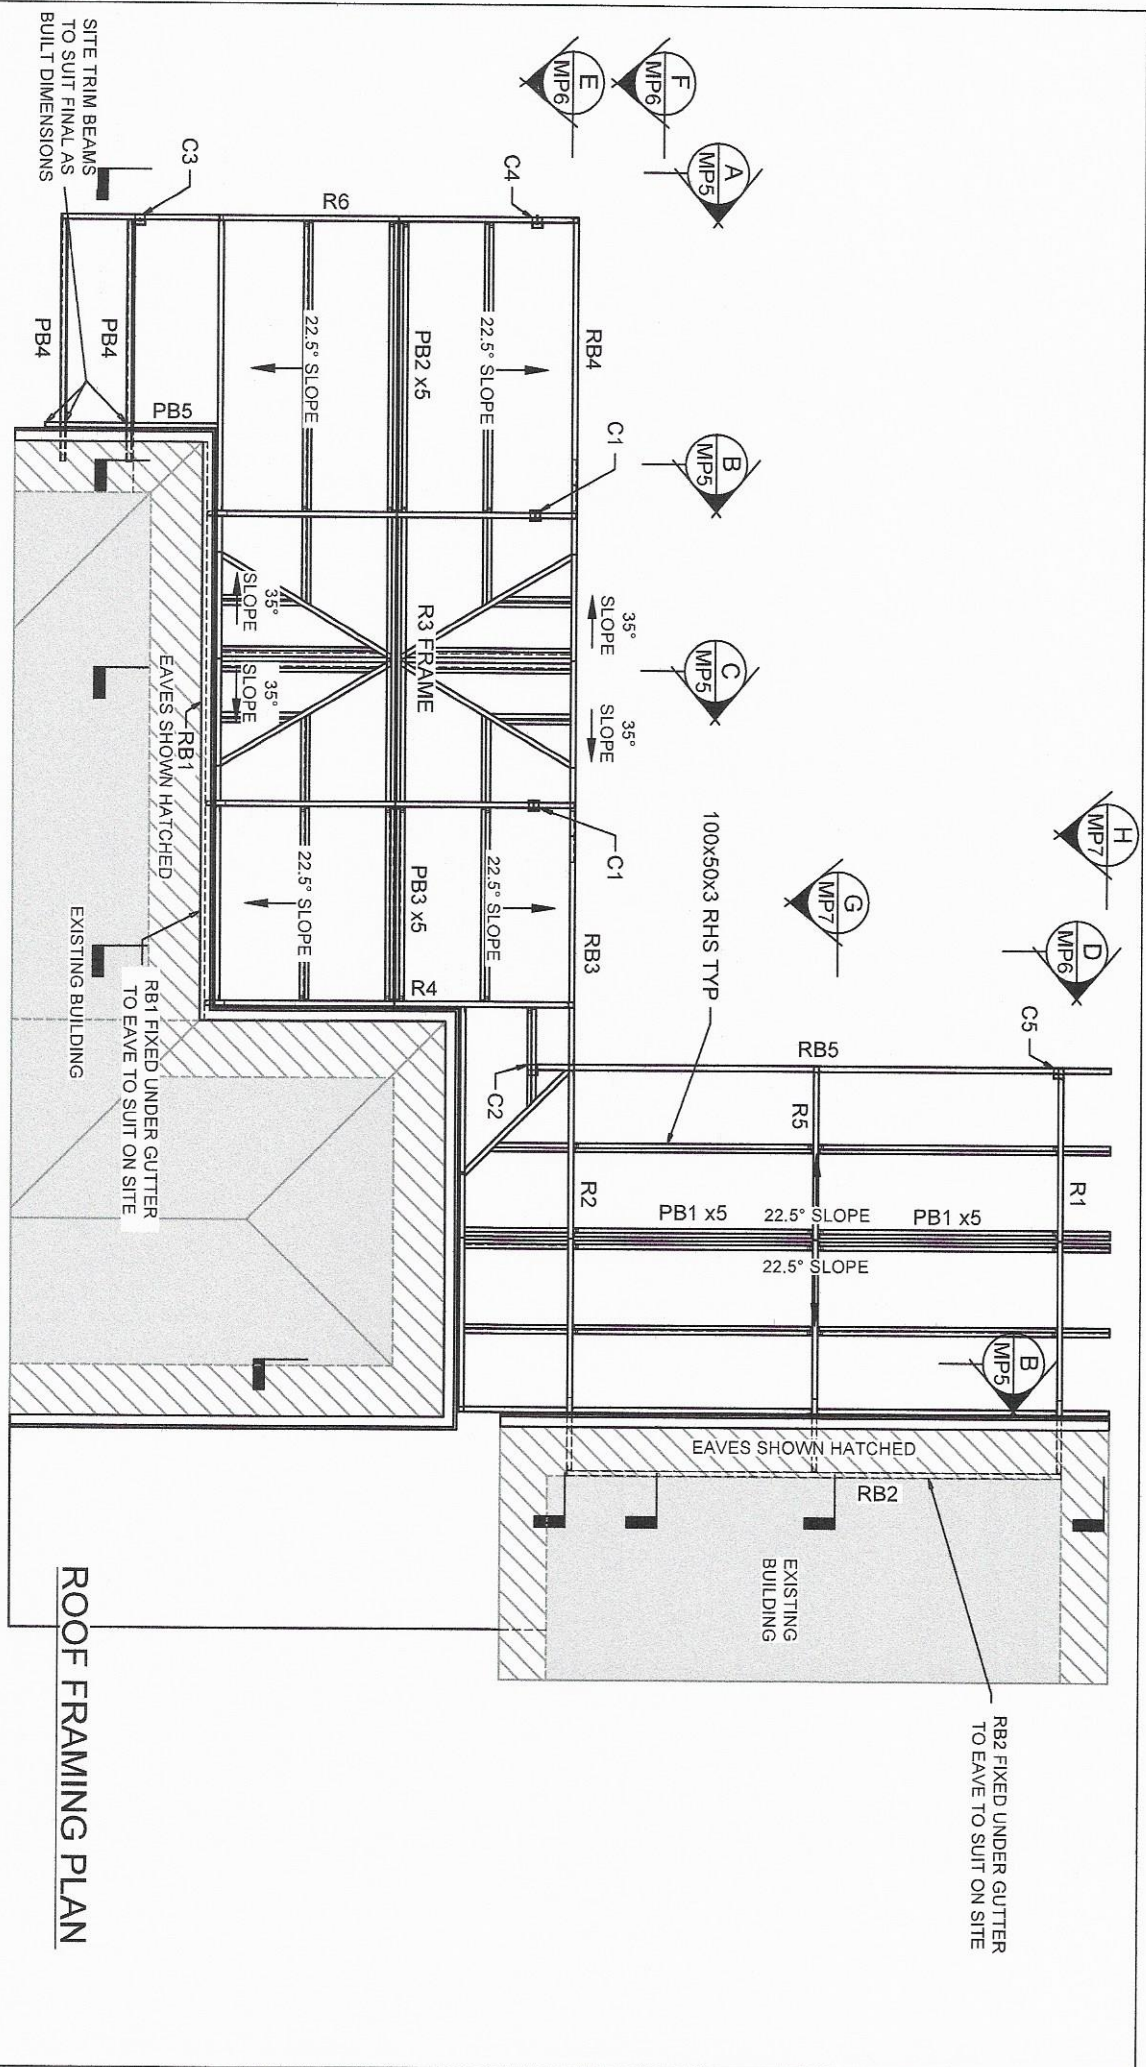 SITE TRIM BEAMS
TO SUIT FINAL AS
BUILT DIMENSIONS
C3
E
MP6
F
MP6
C4
A
MP5
R6
RB4
PB4
PB4
PB5
22.5° SLOPE
22.5° SLOPE
PB2 x5
C1
B
MP5
35°
SLOPE
35°
SLOPE
R3 FRAME
35°
SLOPE
35°
SLOPE
C
MP5
RB1
EAVES SHOWN HATCHED
C1
22.5° SLOPE
22.5° SLOPE
PB3 x5
RB3
R4
100x50x3 RHS TYP
G
MP7
H
MP7
D
MP6
EXISTING BUILDING
RB1 FIXED UNDER GUTTER
TO EAVE TO SUIT ON SITE
C2
C5
RB5
R5
R2
R1
PB1 x5
22.5° SLOPE
PB1 x5
22.5° SLOPE
B
MP5
EAVES SHOWN HATCHED
RB2
EXISTING
BUILDING
RB2 FIXED UNDER GUTTER
TO EAVE TO SUIT ON SITE
ROOF FRAMING PLAN